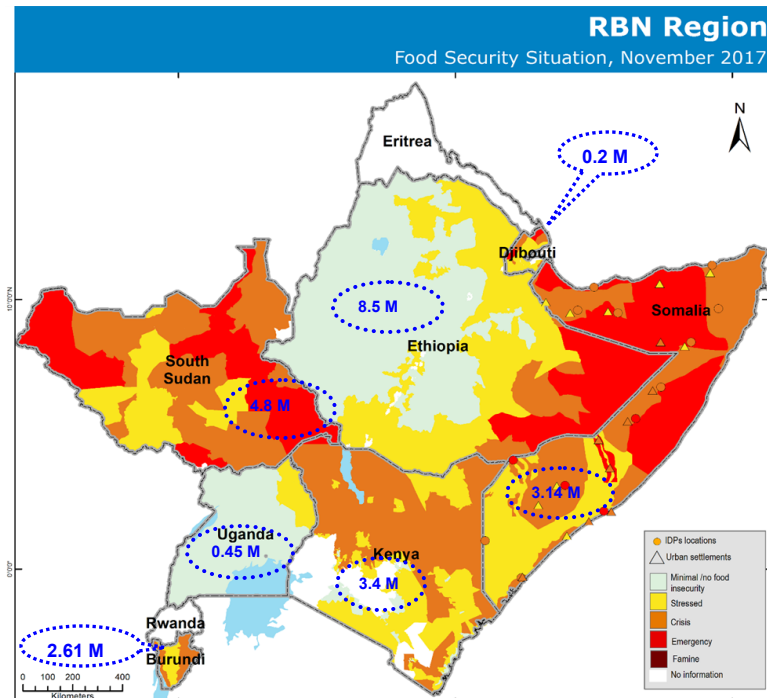 RBN Region
Food Security Situation, November 2017
N
Eritrea
0.2 M
Djibouti
10°0'0"N
8.5 M
Somalia
Ethiopia
South
Sudan
4.8 M
3.14 M
Uganda
0.45 M
Kenya
3.4 M
0°0'0"
Rwanda
2.61 M
Burundi
0 100 200 400
Kilometers
IDPs locations
Urban settlements
Minimal /no food
insecurity
Stressed
Crisis
Emergency
Famine
No information